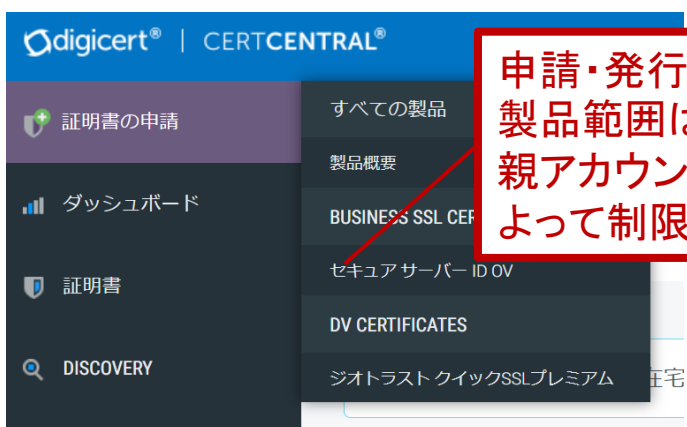 digicert® | CERTCENTRAL®
証明書の申請
ダッシュボード
証明書
DISCOVERY
すべての製品
製品概要
BUSINESS SSL CER
セキュア サーバー ID OV
DV CERTIFICATES
ジオトラスト クイックSSLプレミアム
申請・発行
製品範囲は
親アカウン
よって制限
在宅